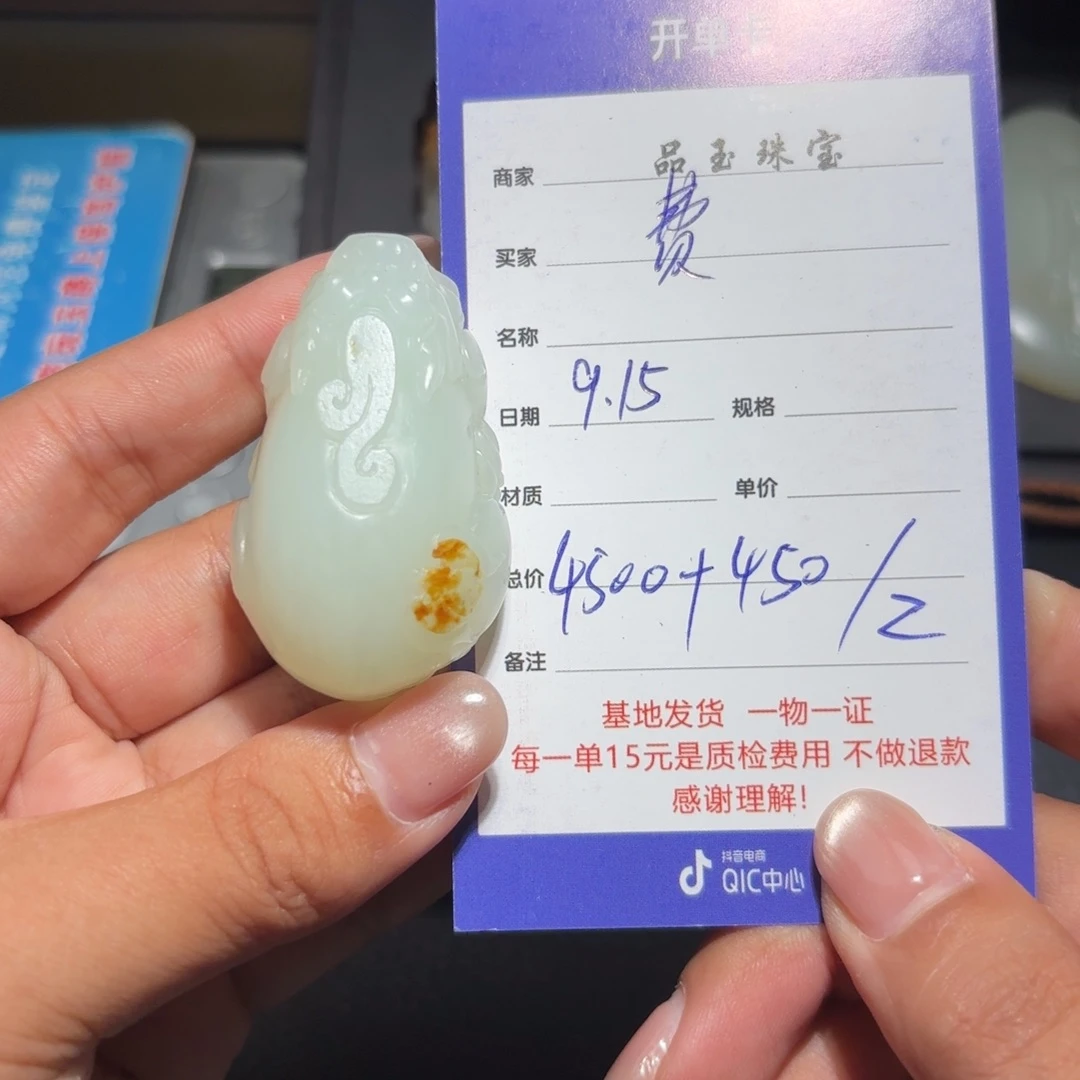 开单卡
商家 品玉珠宝
买家 费
名称
日期 9.15 规格
材质 单价
总价 4500+450/2
备注
基地发货 一物一证
每一单15元是质检费用 不做退款
感谢理解!
抖音电商
QIC中心